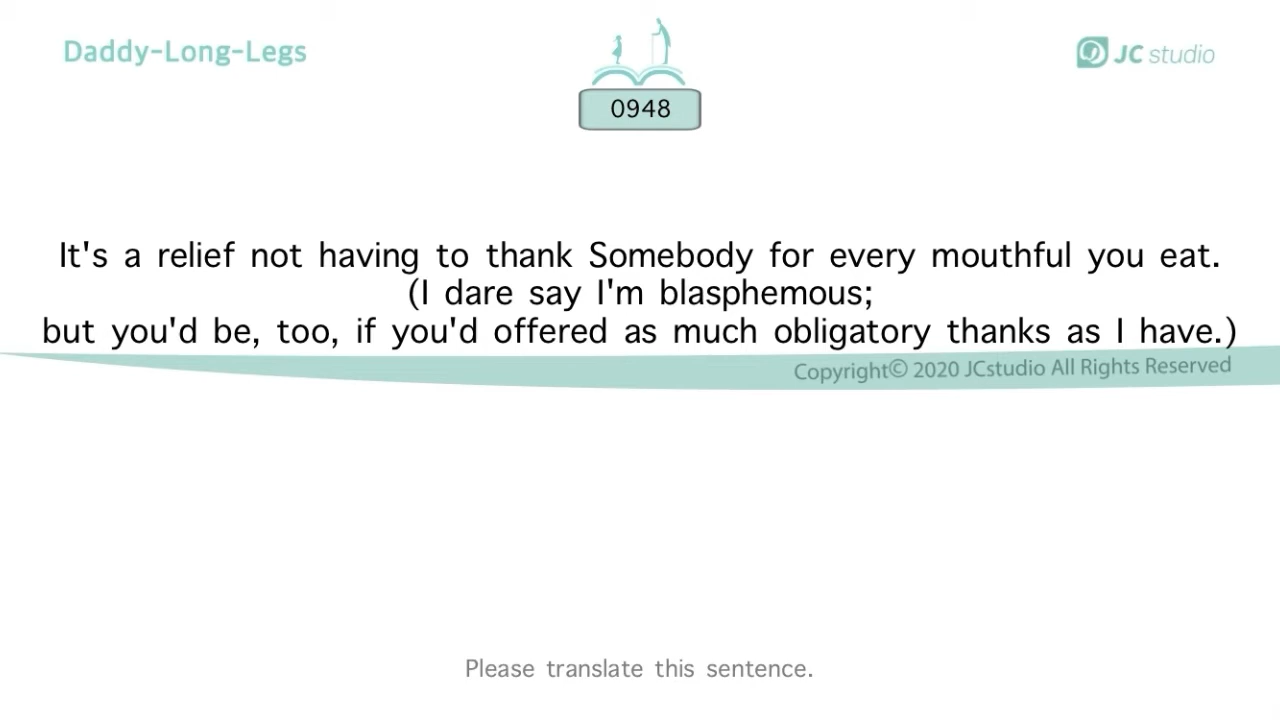 Daddy-Long-Legs
JC studio
0948
It's a relief not having to thank Somebody for every mouthful you eat.
(I dare say I'm blasphemous;
but you'd be, too, if you'd offered as much obligatory thanks as I have.)
Copyright© 2020 JCstudio All Rights Reserved
Please translate this sentence.